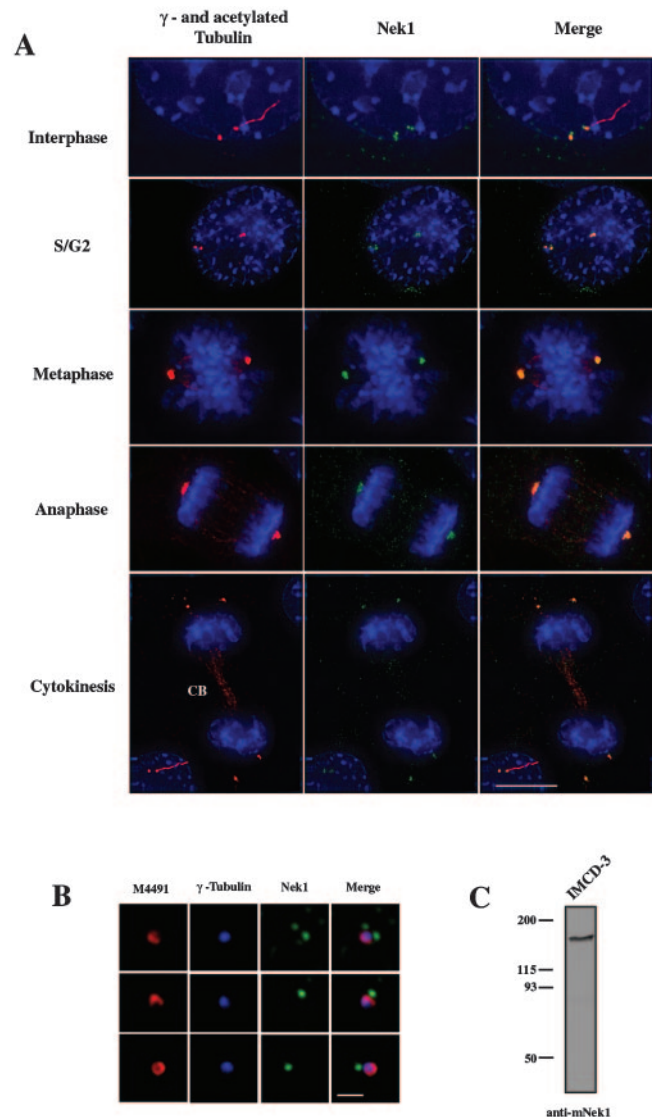 A
γ - and acetylated
Tubulin
Nek1
Merge
Interphase
S/G2
Metaphase
Anaphase
Cytokinesis
CB
B
M4491
γ -Tubulin
Nek1
Merge
C
IMCD-3
200
115
93
50
anti-mNek1